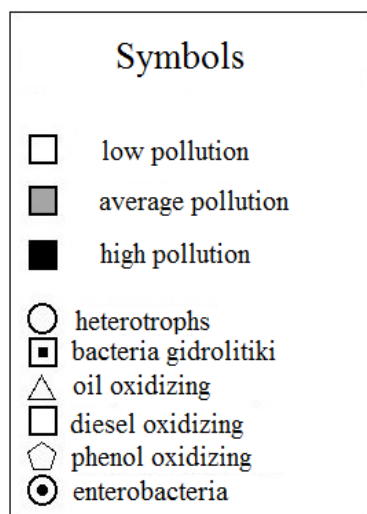 Symbols
low pollution
average pollution
high pollution
heterotrophs
bacteria gidrolitiki
oil oxidizing
diesel oxidizing
phenol oxidizing
enterobacteria